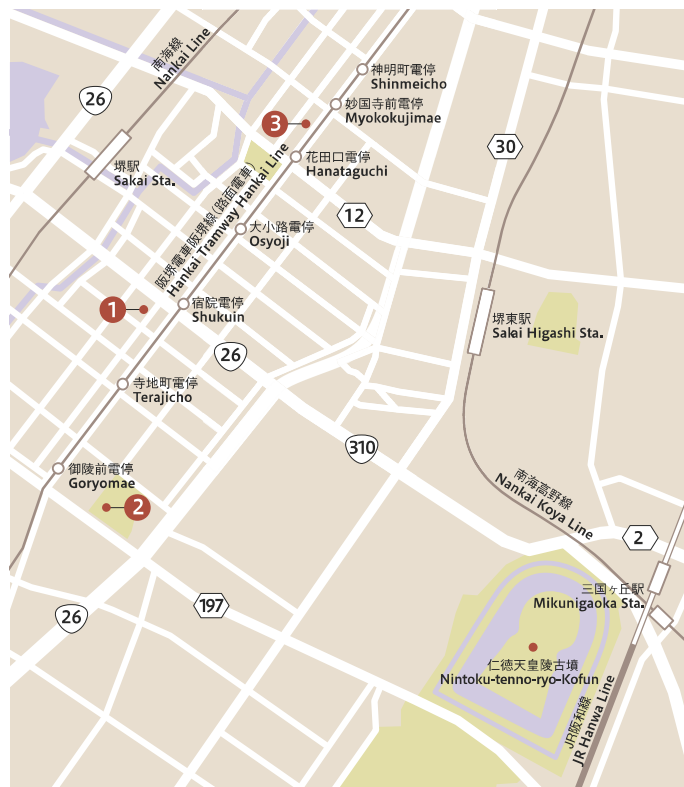 神明町電停
Shinmeicho
南海線
Nankai Line
26
妙国寺前電停
Myokokujimae
3
30
花田口電停
Hanataguchi
堺駅
Sakai Sta.
阪堺電車阪堺線(路面電車)
Hankai Tramway Hankai Line
12
大小路電停
Osyoji
1
宿院電停
Shukuin
堺東駅
Sakai Higashi Sta.
26
寺地町電停
Terajicho
310
御陵前電停
Goryomae
南海高野線
Nankai Koya Line
2
2
三国ヶ丘駅
Mikunigaoka Sta.
197
26
仁徳天皇陵古墳
Nintoku-tenno-ryo-Kofun
JR阪和線
JR Hanwa Line